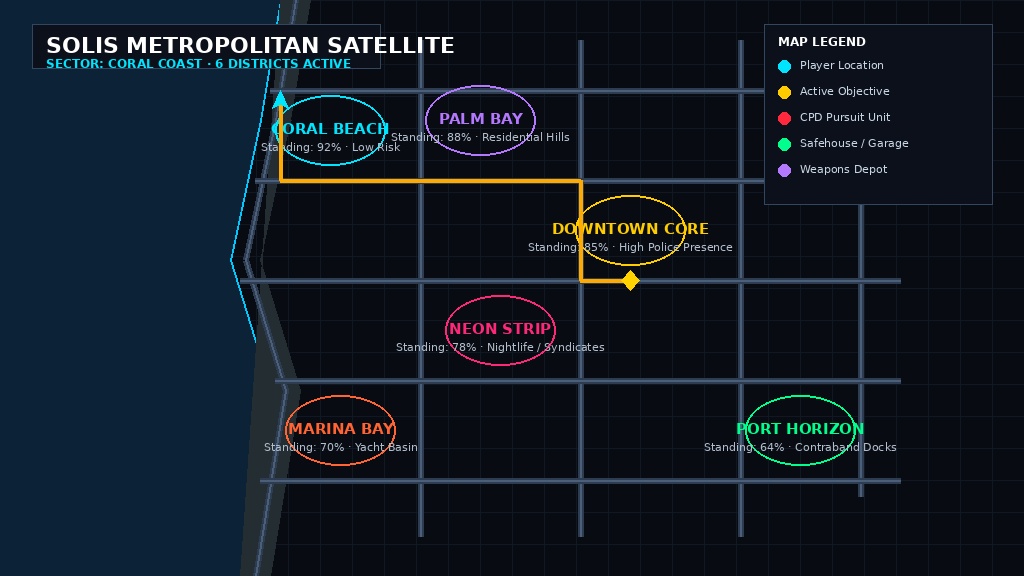 SOLIS METROPOLITAN SATELLITE
SECTOR: CORAL COAST · 6 DISTRICTS ACTIVE
MAP LEGEND
Player Location
Active Objective
CPD Pursuit Unit
Safehouse / Garage
Weapons Depot
CORAL BEACH
Standing: 92% · Low Risk
PALM BAY
Standing: 88% · Residential Hills
DOWNTOWN CORE
Standing: 85% · High Police Presence
NEON STRIP
Standing: 78% · Nightlife / Syndicates
MARINA BAY
Standing: 70% · Yacht Basin
PORT HORIZON
Standing: 64% · Contraband Docks